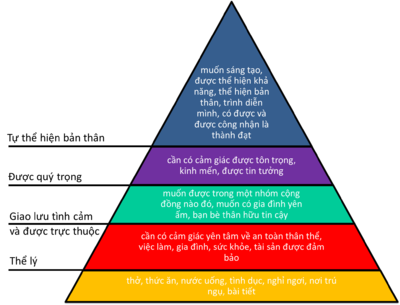 muốn sáng tạo,
được thể hiện khả
năng, thể hiện bản
thân, trình diễn
mình, có được và
được công nhận là
thành đạt
Tự thể hiện bản thân
cần có cảm giác được tôn trọng,
kinh mến, được tin tưởng
Được quý trọng
muốn được trong một nhóm cộng
đồng nào đó, muốn có gia đình yên
ấm, bạn bè thân hữu tin cậy
Giao lưu tình cảm
và được trực thuộc
cần có cảm giác yên tâm về an toàn thân thể,
việc làm, gia đình, sức khỏe, tài sản được đảm
bảo
Thể lý
thở, thức ăn, nước uống, tình dục, nghỉ ngơi, nơi trú
ngụ, bài tiết